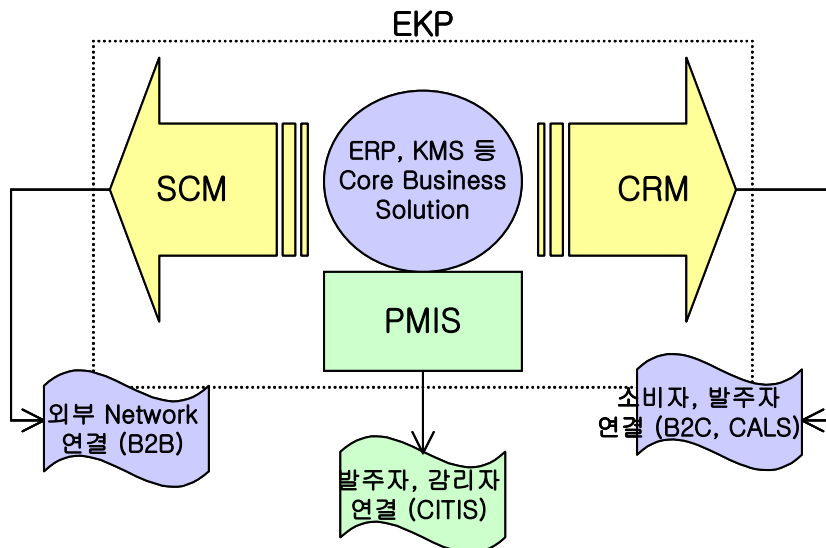 EKP
SCM
ERP, KMS 등
Core Business
Solution
CRM
PMIS
외부 Network
연결 (B2B)
소비자, 발주자
연결 (B2C, CALS)
발주자, 감리자
연결 (CITIS)